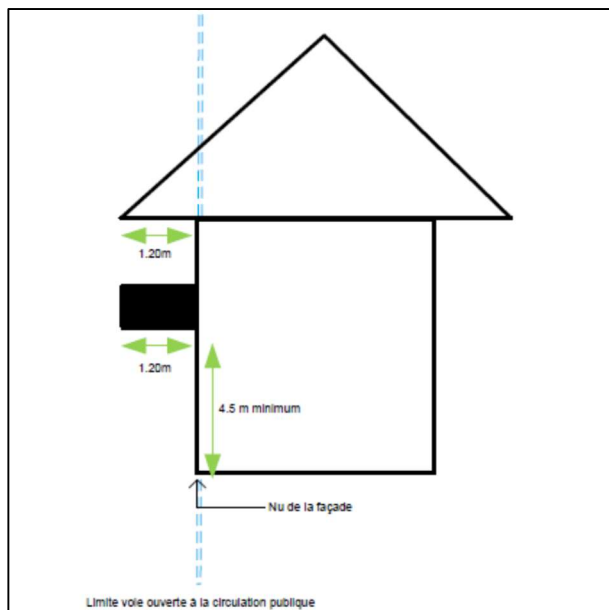 1.20m
1.20m
4.5 m minimum
Nu de la façade
Limite voie ouverte à la circulation publique